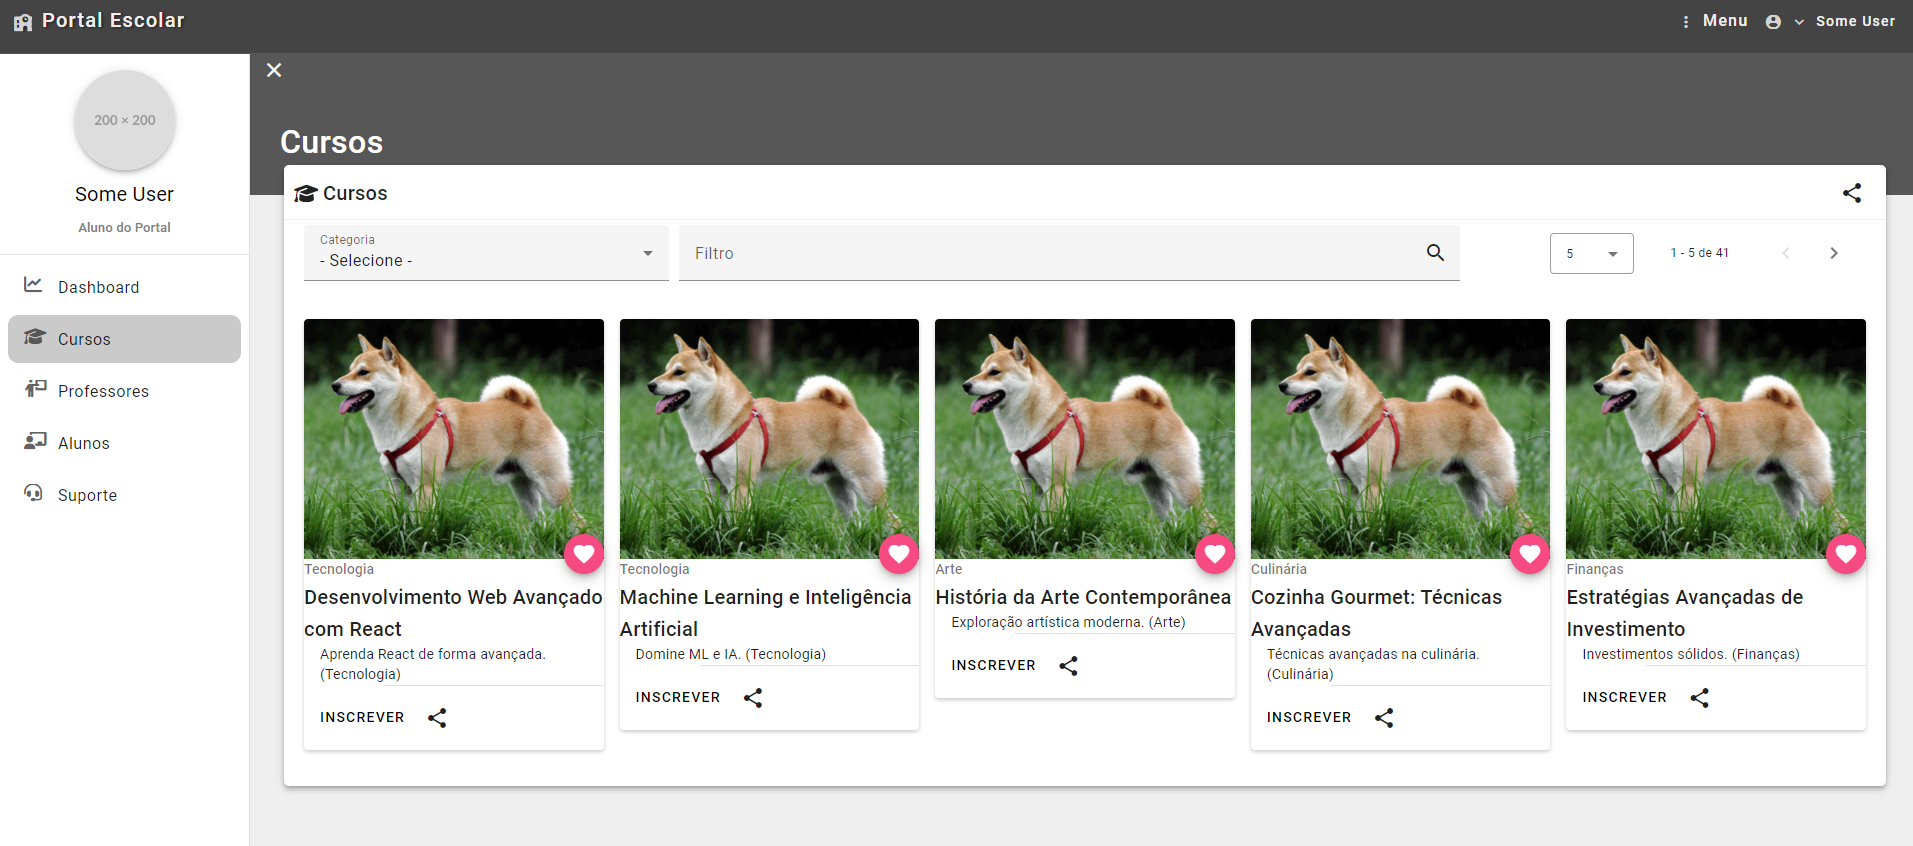 Portal Escolar
Menu
Some User
200 × 200
Some User
Aluno do Portal
Dashboard
Cursos
Professores
Alunos
Suporte
Cursos
Cursos
Categoria
- Selecione -
Filtro
5
1 - 5 de 41
Tecnologia
Desenvolvimento Web Avançado
com React
Aprenda React de forma avançada.
(Tecnologia)
INSCREVER
Tecnologia
Machine Learning e Inteligência
Artificial
Domine ML e IA. (Tecnologia)
INSCREVER
Arte
História da Arte Contemporânea
Exploração artística moderna. (Arte)
INSCREVER
Culinária
Cozinha Gourmet: Técnicas
Avançadas
Técnicas avançadas na culinária.
(Culinária)
INSCREVER
Finanças
Estratégias Avançadas de
Investimento
Investimentos sólidos. (Finanças)
INSCREVER